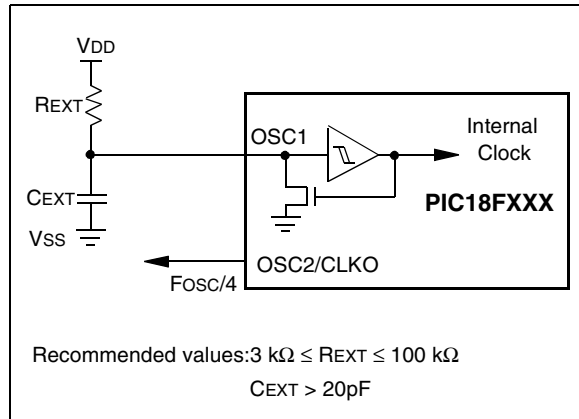 VDD
REXT
OSC1
Internal
Clock
CEXT
PIC18FXXX
VSS
OSC2/CLKO
FOSC/4
Recommended values:3 kΩ ≤ REXT ≤ 100 kΩ
CEXT > 20pF